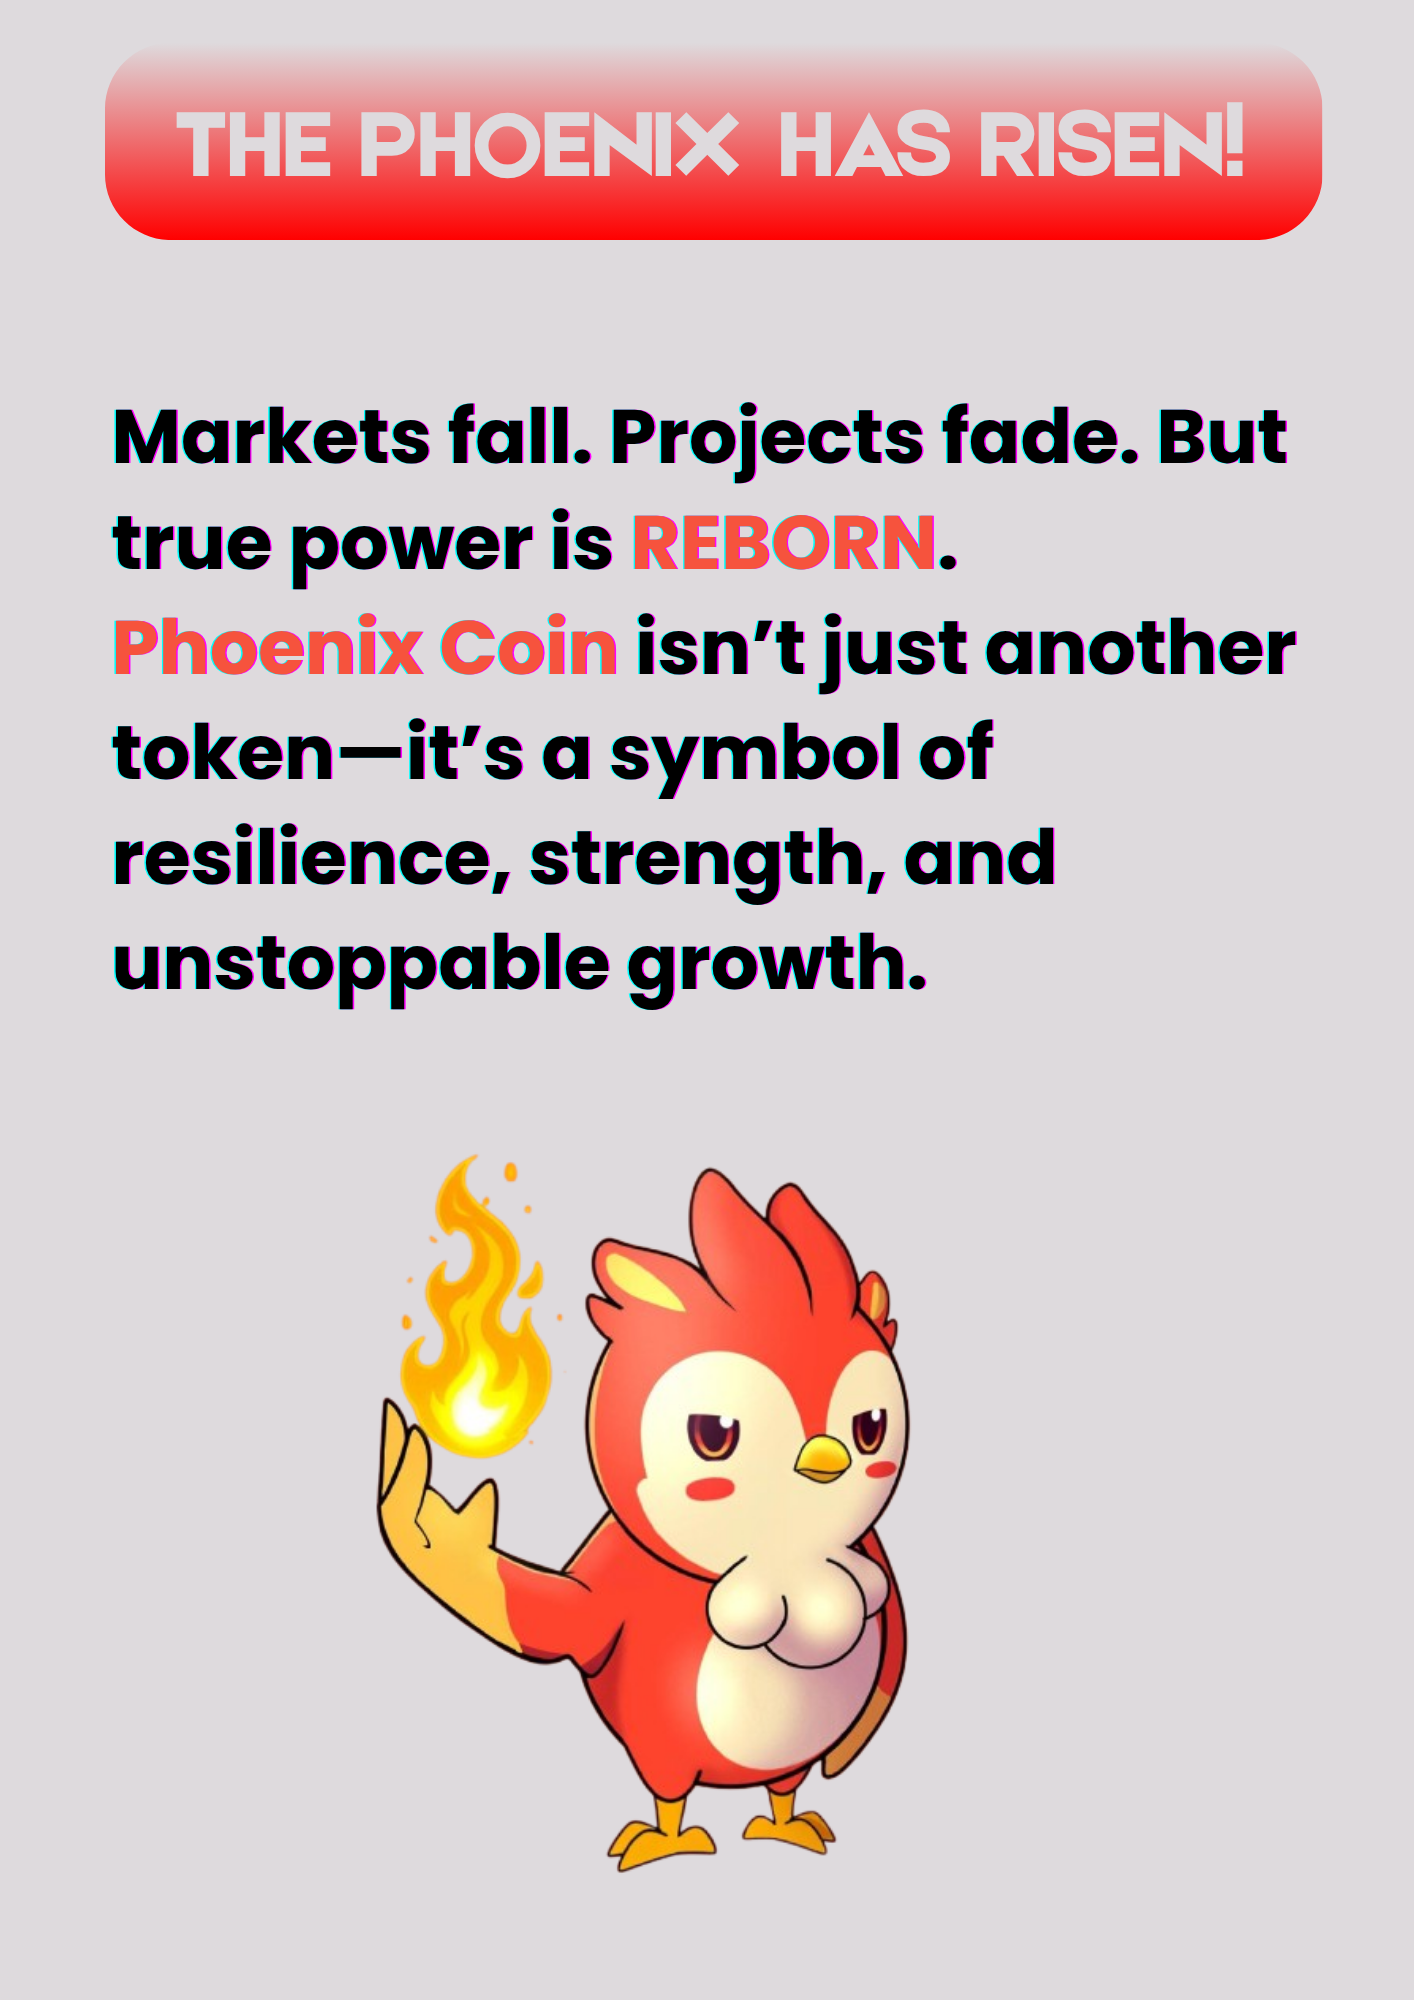 THE PHOENIX HAS RISEN!
Markets fall. Projects fade. But
true power is REBORN.
Phoenix Coin isn’t just another
token—it’s a symbol of
resilience, strength, and
unstoppable growth.